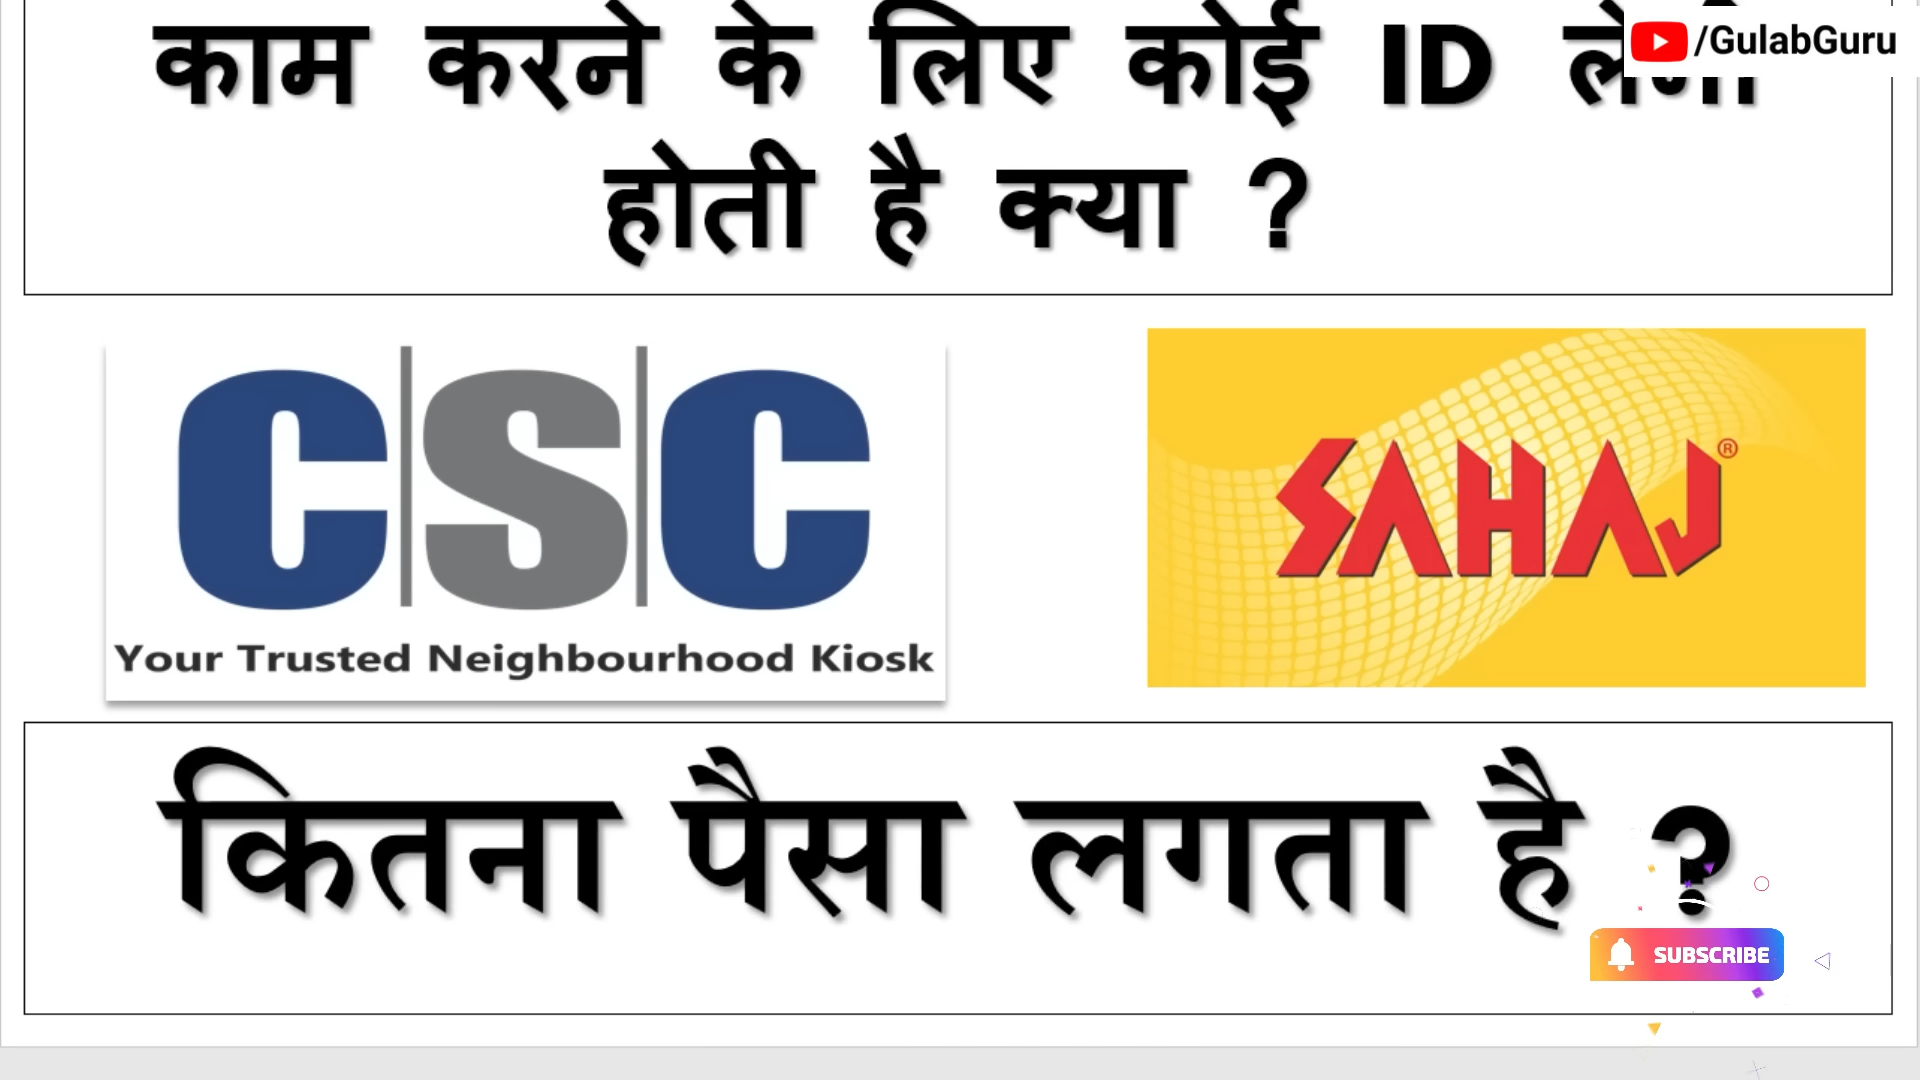 काम करने के लिए कोई ID
/GulabGuru
होती है क्या ?
CSC
Your Trusted Neighbourhood Kiosk
SAHAJ®
कितना पैसा लगता है ?
SUBSCRIBE